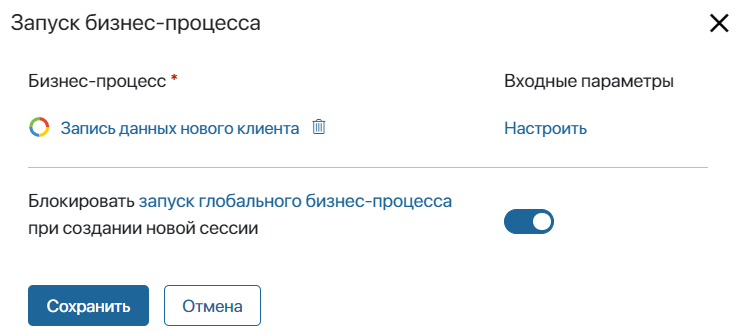 Запуск бизнес-процесса
Бизнес-процесс *
Входные параметры
Запись данных нового клиента
Настроить
Блокировать запуск глобального бизнес-процесса
при создании новой сессии
Сохранить
Отмена